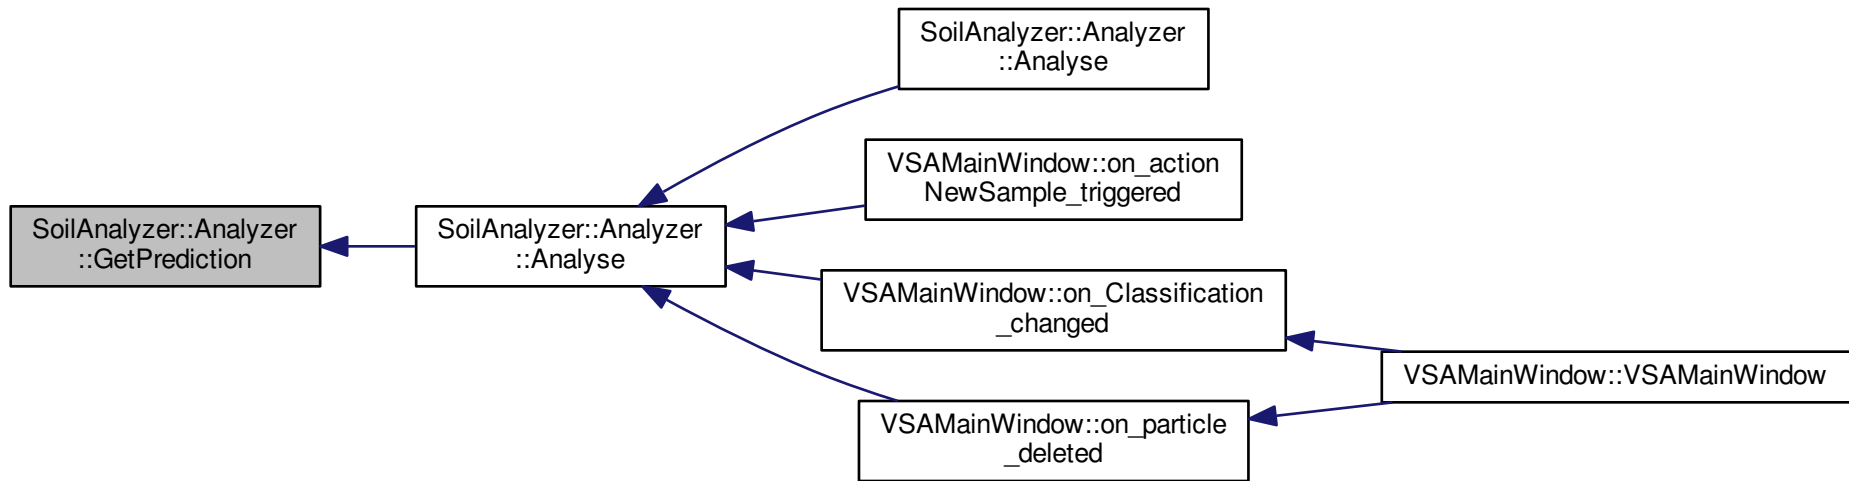 SoilAnalyzer::Analyzer
::GetPrediction
SoilAnalyzer::Analyzer
::Analyse
SoilAnalyzer::Analyzer
::Analyse
VSAMainWindow::on_action
NewSample_triggered
VSAMainWindow::on_Classification
_changed
VSAMainWindow::on_particle
_deleted
VSAMainWindow::VSAMainWindow